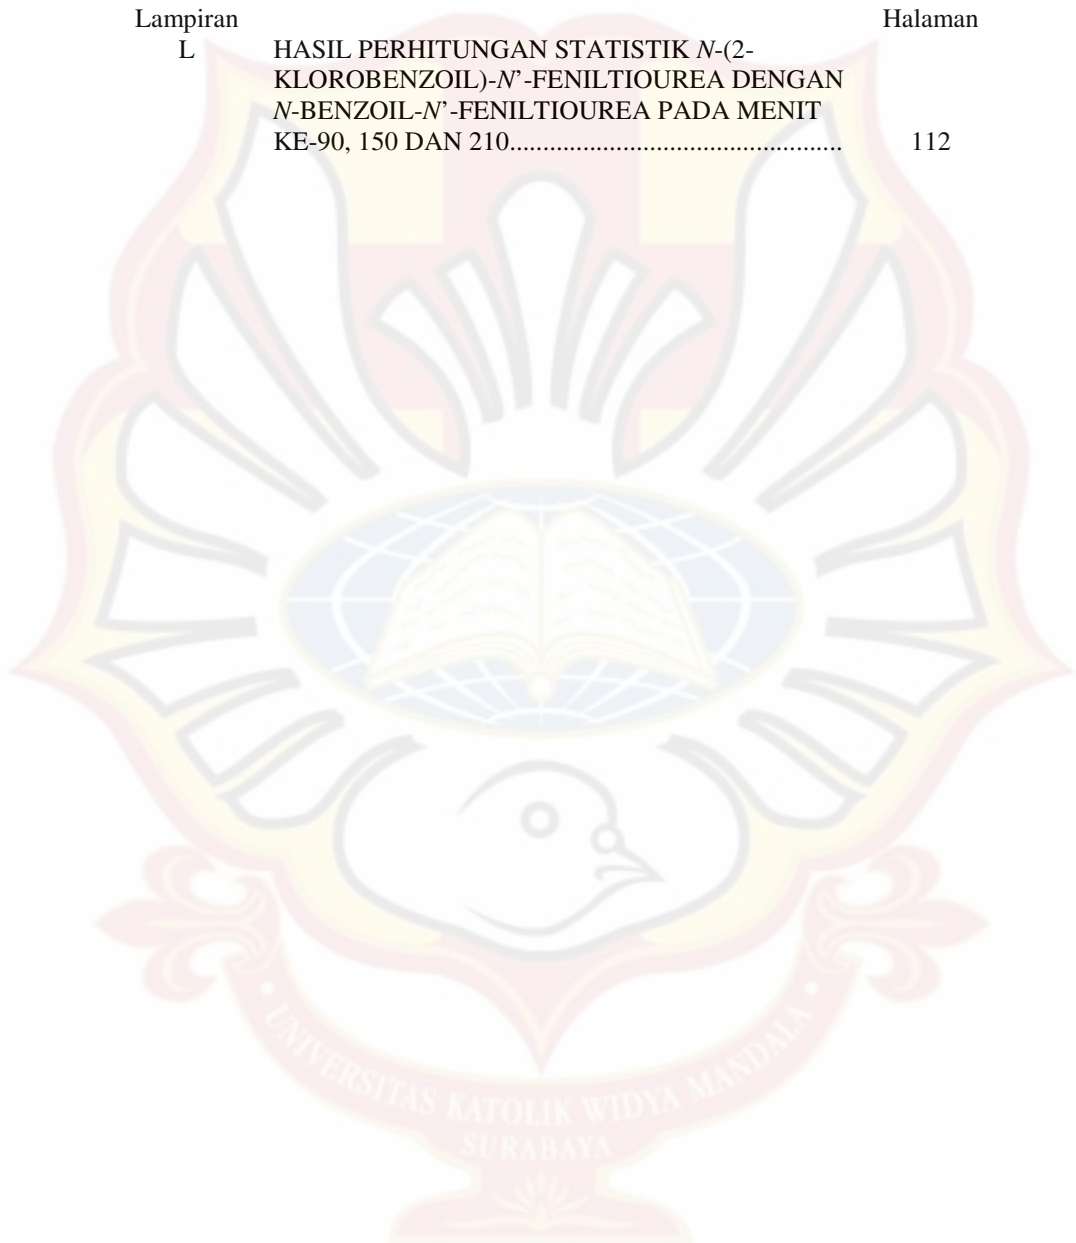 Lampiran Halaman
L HASIL PERHITUNGAN STATISTIK N-(2-
KLOROBENZOIL)-N’-FENILTIOUREA DENGAN
N-BENZOIL-N’-FENILTIOUREA PADA MENIT
KE-90, 150 DAN 210.................................................. 112
UNIVERSITAS KATOLIK WIDYA MANDALA
SURABAYA